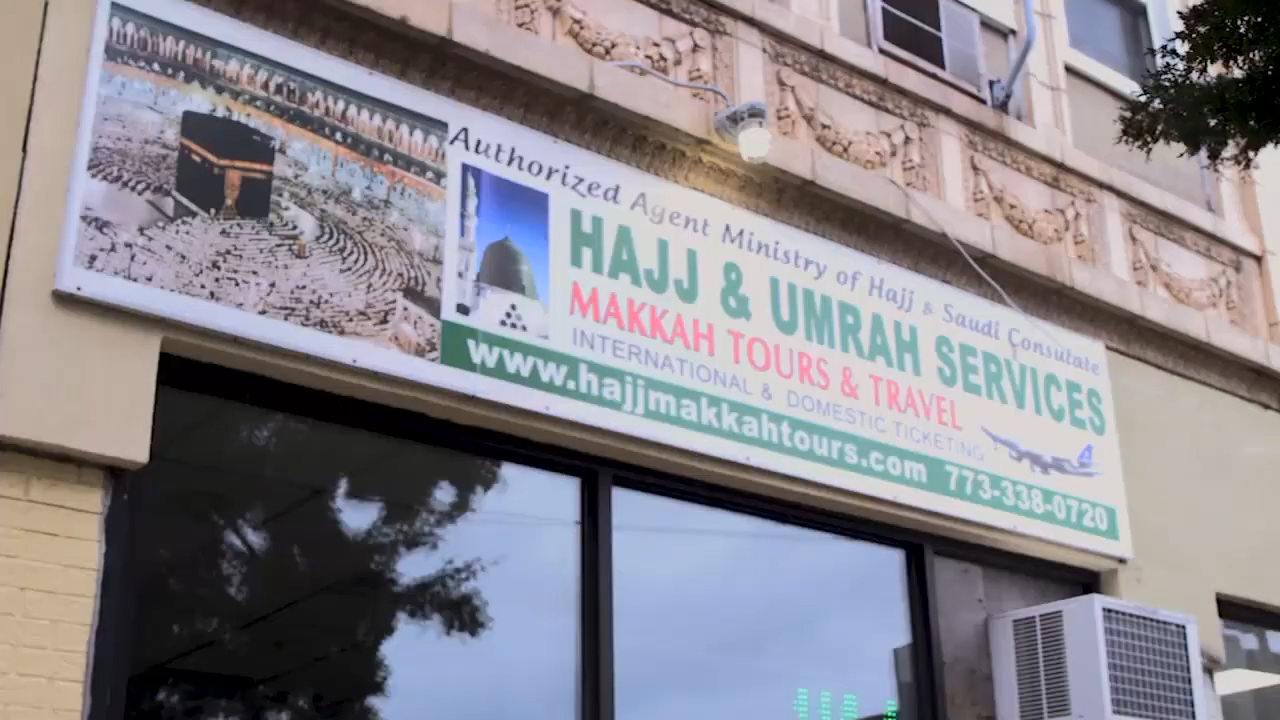 Authorized Agent Ministry of Hajj & Saudi Consulate
HAJJ & UMRAH SERVICES
MAKKAH TOURS & TRAVEL
INTERNATIONAL & DOMESTIC TICKETING
www.hajjmakkahtours.com 773-338-0720